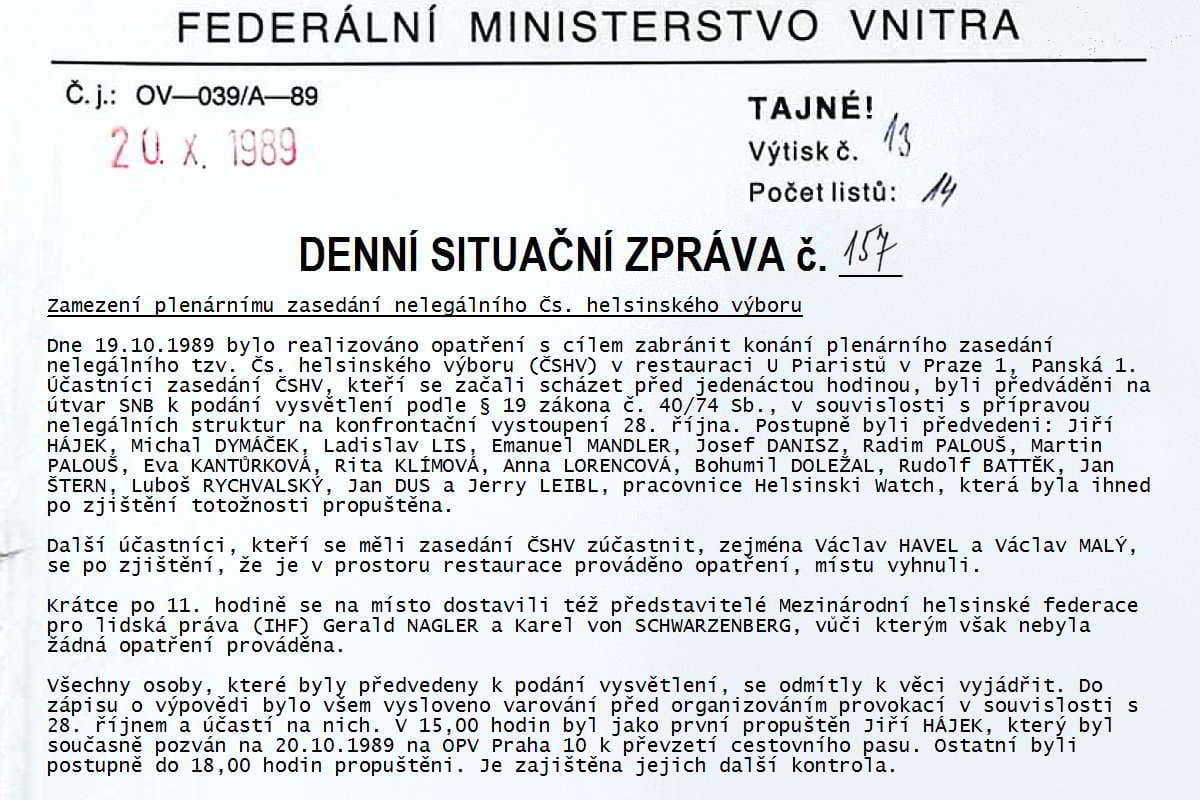 FEDERÁLNÍ MINISTERSTVO VNITRA
Č. j.: OV—039/A—89
20. X. 1989
TAJNÉ!
Výtisk č. 13
Počet listů: 14
DENNÍ SITUAČNÍ ZPRÁVA č. 157
Zamezení plenárnímu zasedání nelegálního Čs. helsinského výboru
Dne 19.10.1989 bylo realizováno opatření s cílem zabránit konání plenárního zasedání
nelegálního tzv. Čs. helsinského výboru (ČSHV) v restauraci U Piaristů v Praze 1, Panská 1.
Účastníci zasedání ČSHV, kteří se začali scházet před jedenáctou hodinou, byli předváděni na
útvar SNB k podání vysvětlení podle § 19 zákona č. 40/74 Sb., v souvislosti s přípravou
nelegálních struktur na konfrontační vystoupení 28. října. Postupně byli předvedeni: Jiří
HÁJEK, Michal DYMÁČEK, Ladislav LIS, Emanuel MANDLER, Josef DANISZ, Radim PALOUŠ, Martin
PALOUŠ, Eva KANTŮRKOVÁ, Rita KLÍMOVÁ, Anna LORENCOVÁ, Bohumil DOLEŽAL, Rudolf BATTĚK, Jan
ŠTERN, Luboš RYCHVALSKÝ, Jan DUS a Jerry LEIBL, pracovnice Helsinski Watch, která byla ihned
po zjištění totožnosti propuštěna.
Další účastníci, kteří se měli zasedání ČSHV zúčastnit, zejména Václav HAVEL a Václav MALÝ,
se po zjištění, že je v prostoru restaurace prováděno opatření, místu vyhnuli.
Krátce po 11. hodině se na místo dostavili též představitelé Mezinárodní helsinské federace
pro lidská práva (IHF) Gerald NAGLER a Karel von SCHWARZENBERG, vůči kterým však nebyla
žádná opatření prováděna.
Všechny osoby, které byly předvedeny k podání vysvětlení, se odmítly k věci vyjádřit. Do
zápisu o výpovědi bylo všem vysloveno varování před organizováním provokací v souvislosti s
28. říjnem a účastí na nich. V 15,00 hodin byl jako první propuštěn Jiří HÁJEK, který byl
současně pozván na 20.10.1989 na OPV Praha 10 k převzetí cestovního pasu. Ostatní byli
postupně do 18,00 hodin propuštěni. Je zajištěna jejich další kontrola.